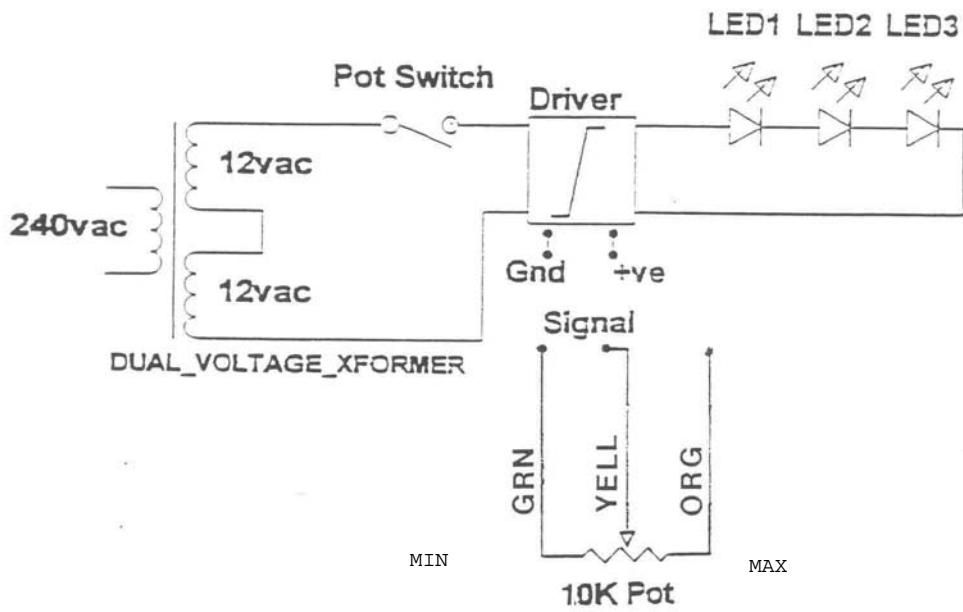 LED1 LED2 LED3
Pot Switch
Driver
12vac
240vac
12vac
Gnd +ve
Signal
DUAL_VOLTAGE_XFORMER
GRN
YELL
ORG
MIN
MAX
10K Pot